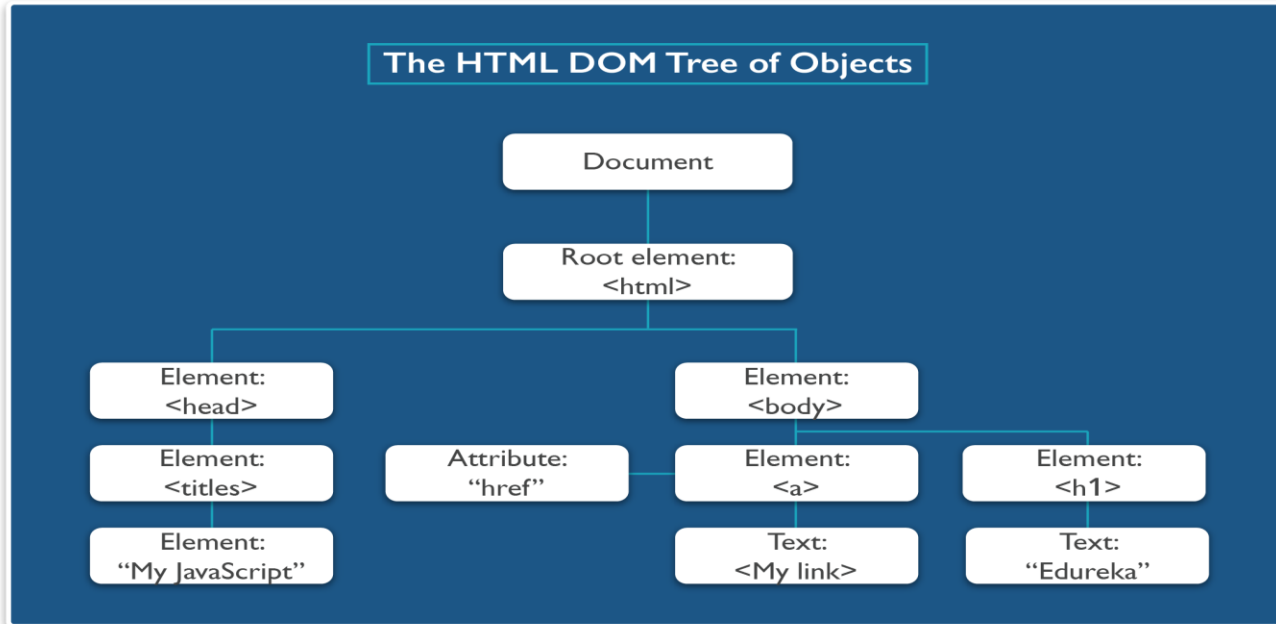 The HTML DOM Tree of Objects
Document
Root element:
<html>
Element:
<head>
Element:
<body>
Element:
<titles>
Attribute:
“href”
Element:
<a>
Element:
<h1>
Element:
“My JavaScript”
Text:
<My link>
Text:
“Edureka”